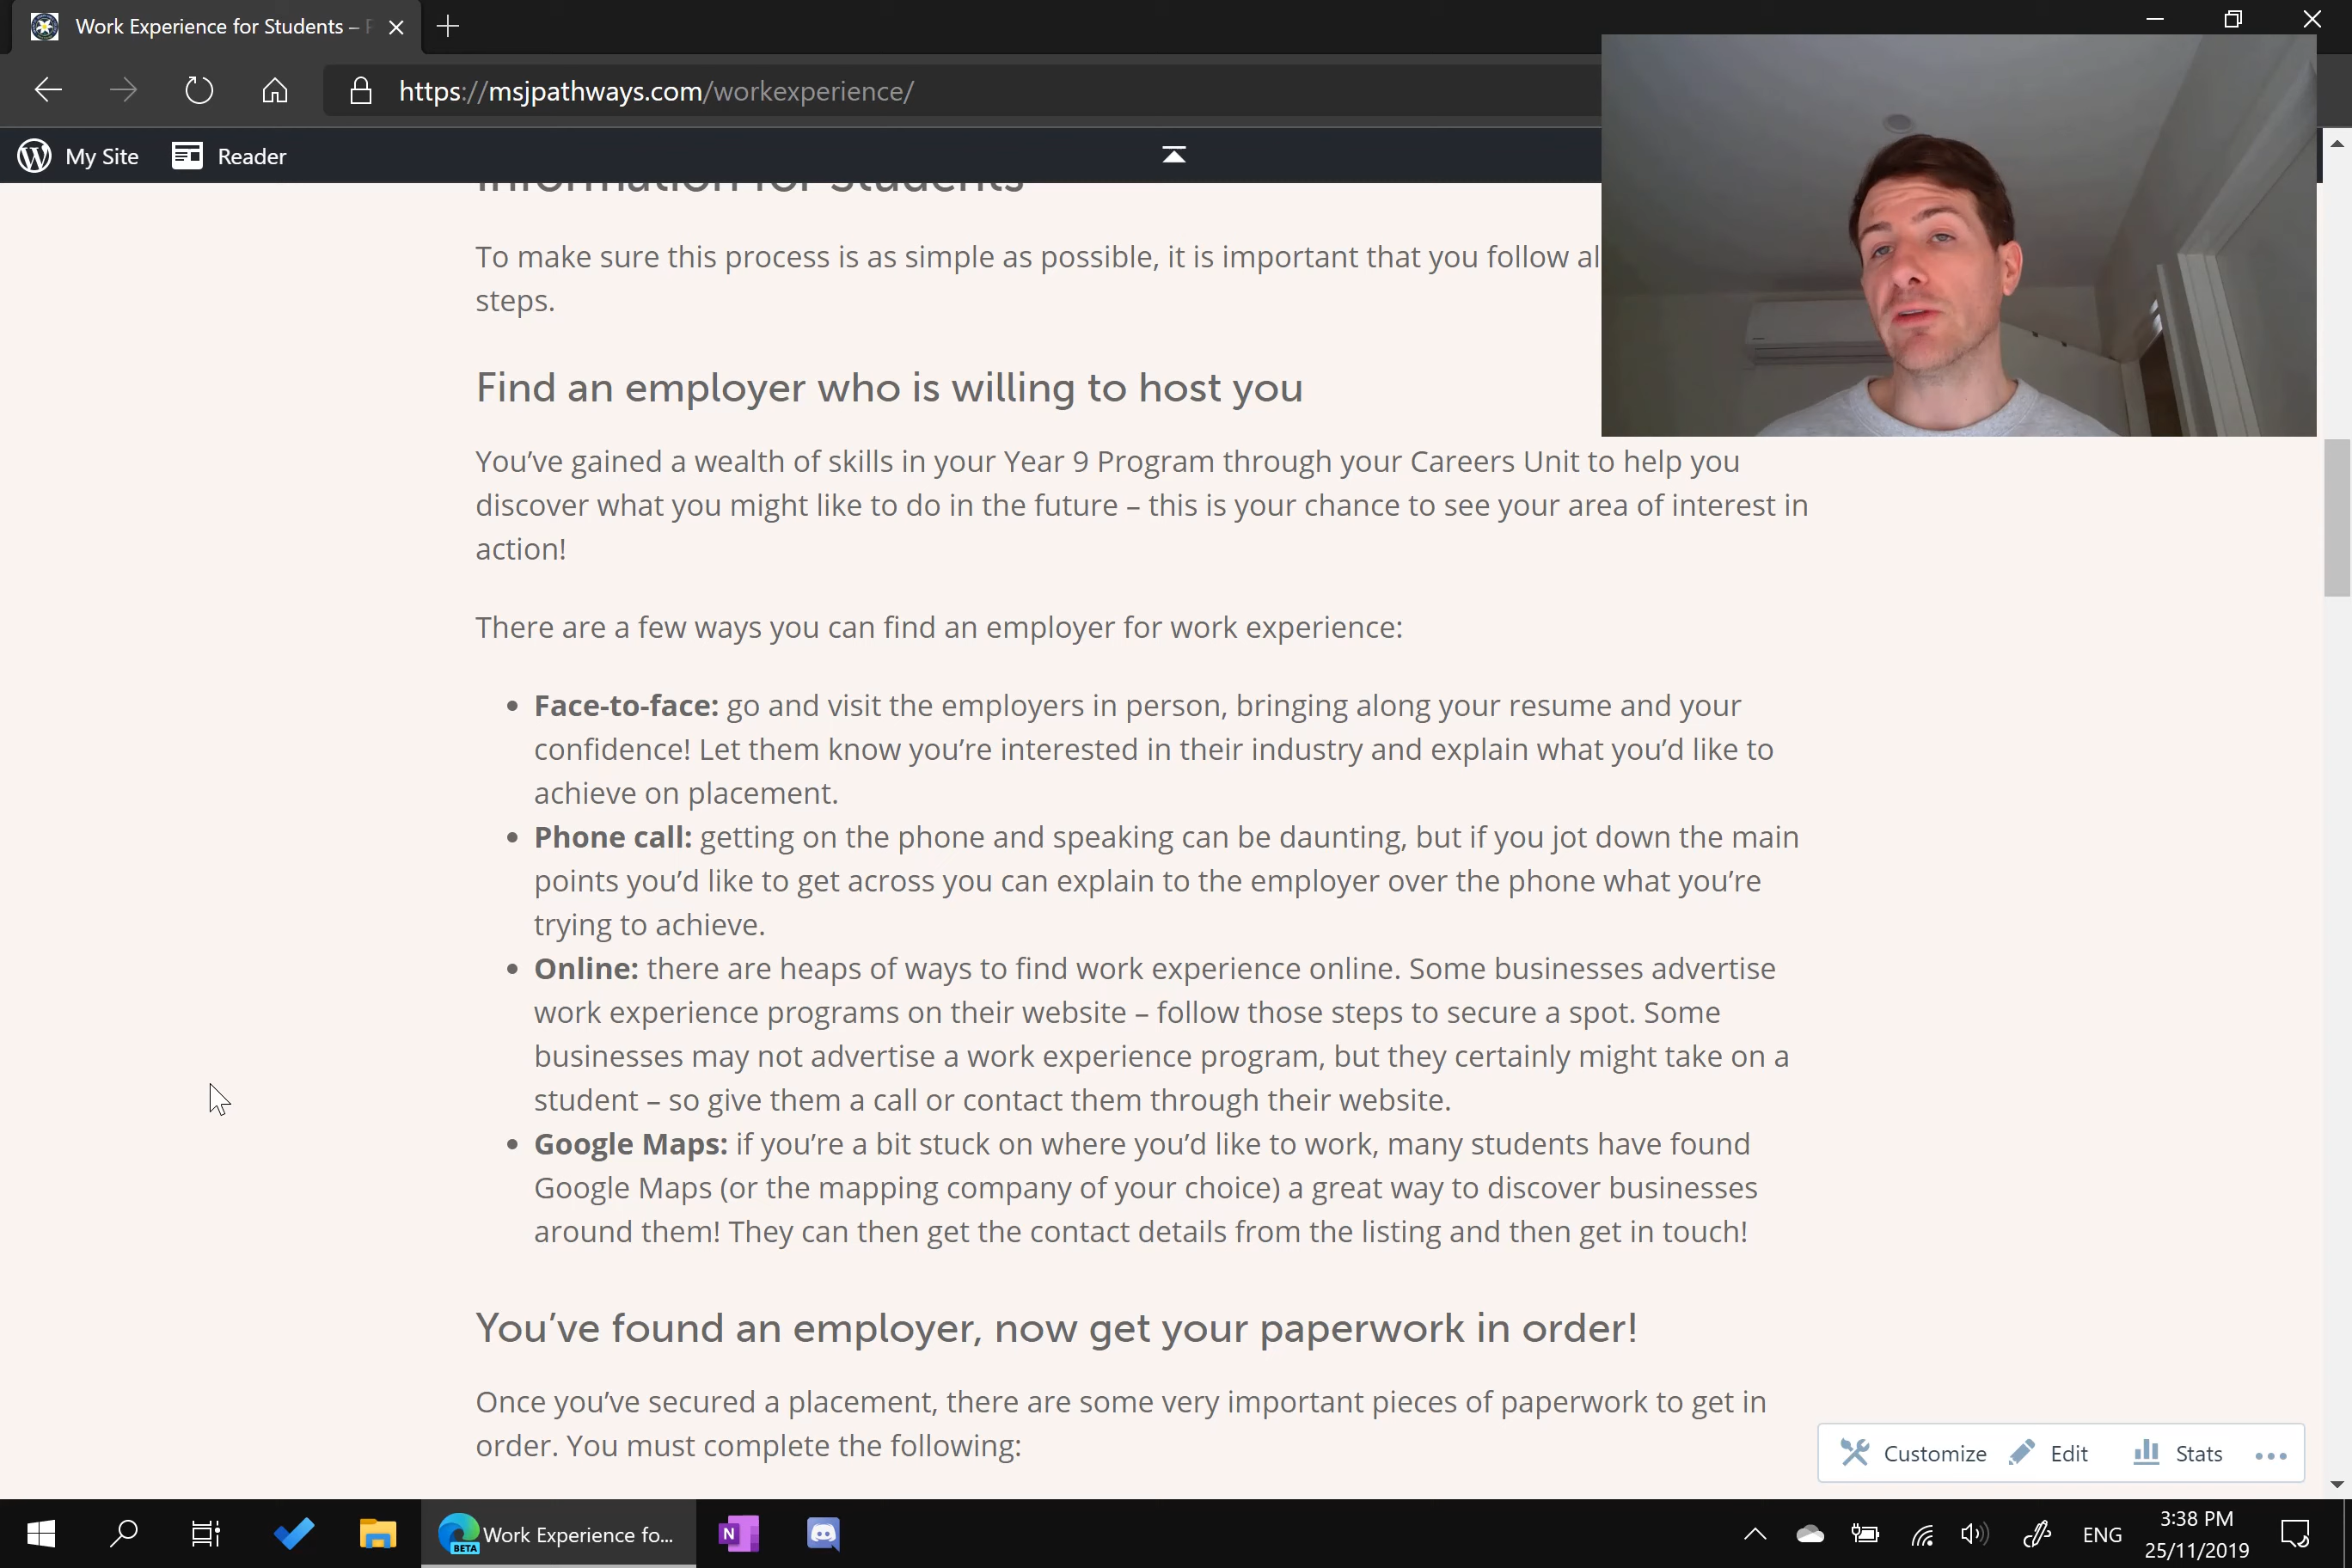 Work Experience for Students –
https://msjpathways.com/workexperience/
My Site
Reader
Information for Students
To make sure this process is as simple as possible, it is important that you follow al
steps.
Find an employer who is willing to host you
You’ve gained a wealth of skills in your Year 9 Program through your Careers Unit to help you
discover what you might like to do in the future – this is your chance to see your area of interest in
action!
There are a few ways you can find an employer for work experience:
• Face-to-face: go and visit the employers in person, bringing along your resume and your
confidence! Let them know you’re interested in their industry and explain what you’d like to
achieve on placement.
• Phone call: getting on the phone and speaking can be daunting, but if you jot down the main
points you’d like to get across you can explain to the employer over the phone what you’re
trying to achieve.
• Online: there are heaps of ways to find work experience online. Some businesses advertise
work experience programs on their website – follow those steps to secure a spot. Some
businesses may not advertise a work experience program, but they certainly might take on a
student – so give them a call or contact them through their website.
• Google Maps: if you’re a bit stuck on where you’d like to work, many students have found
Google Maps (or the mapping company of your choice) a great way to discover businesses
around them! They can then get the contact details from the listing and then get in touch!
You’ve found an employer, now get your paperwork in order!
Once you’ve secured a placement, there are some very important pieces of paperwork to get in
order. You must complete the following:
Customize
Edit
Stats
BETA
Work Experience fo...
N
ENG
3:38 PM
25/11/2019